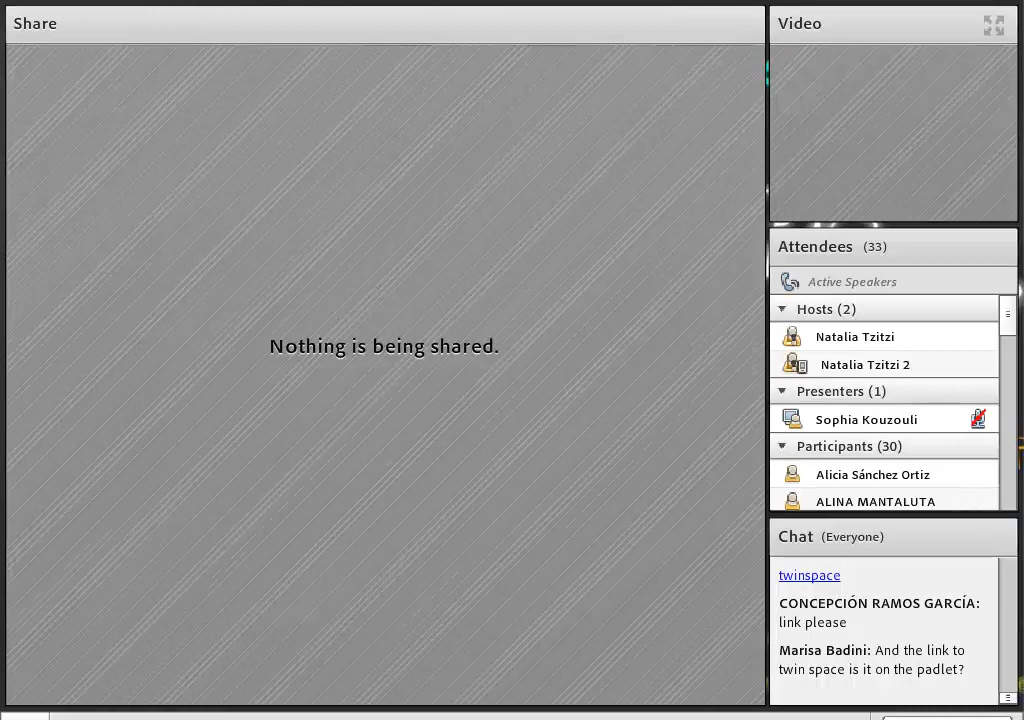 Share
Nothing is being shared.
Video
Attendees (33)
Active Speakers
Hosts (2)
Natalia Tzitzi
Natalia Tzitzi 2
Presenters (1)
Sophia Kouzouli
Participants (30)
Alicia Sánchez Ortiz
ALINA MANTALUTA
Chat (Everyone)
twinspace
CONCEPCIÓN RAMOS GARCÍA:
link please
Marisa Badini: And the link to
twin space is it on the padlet?